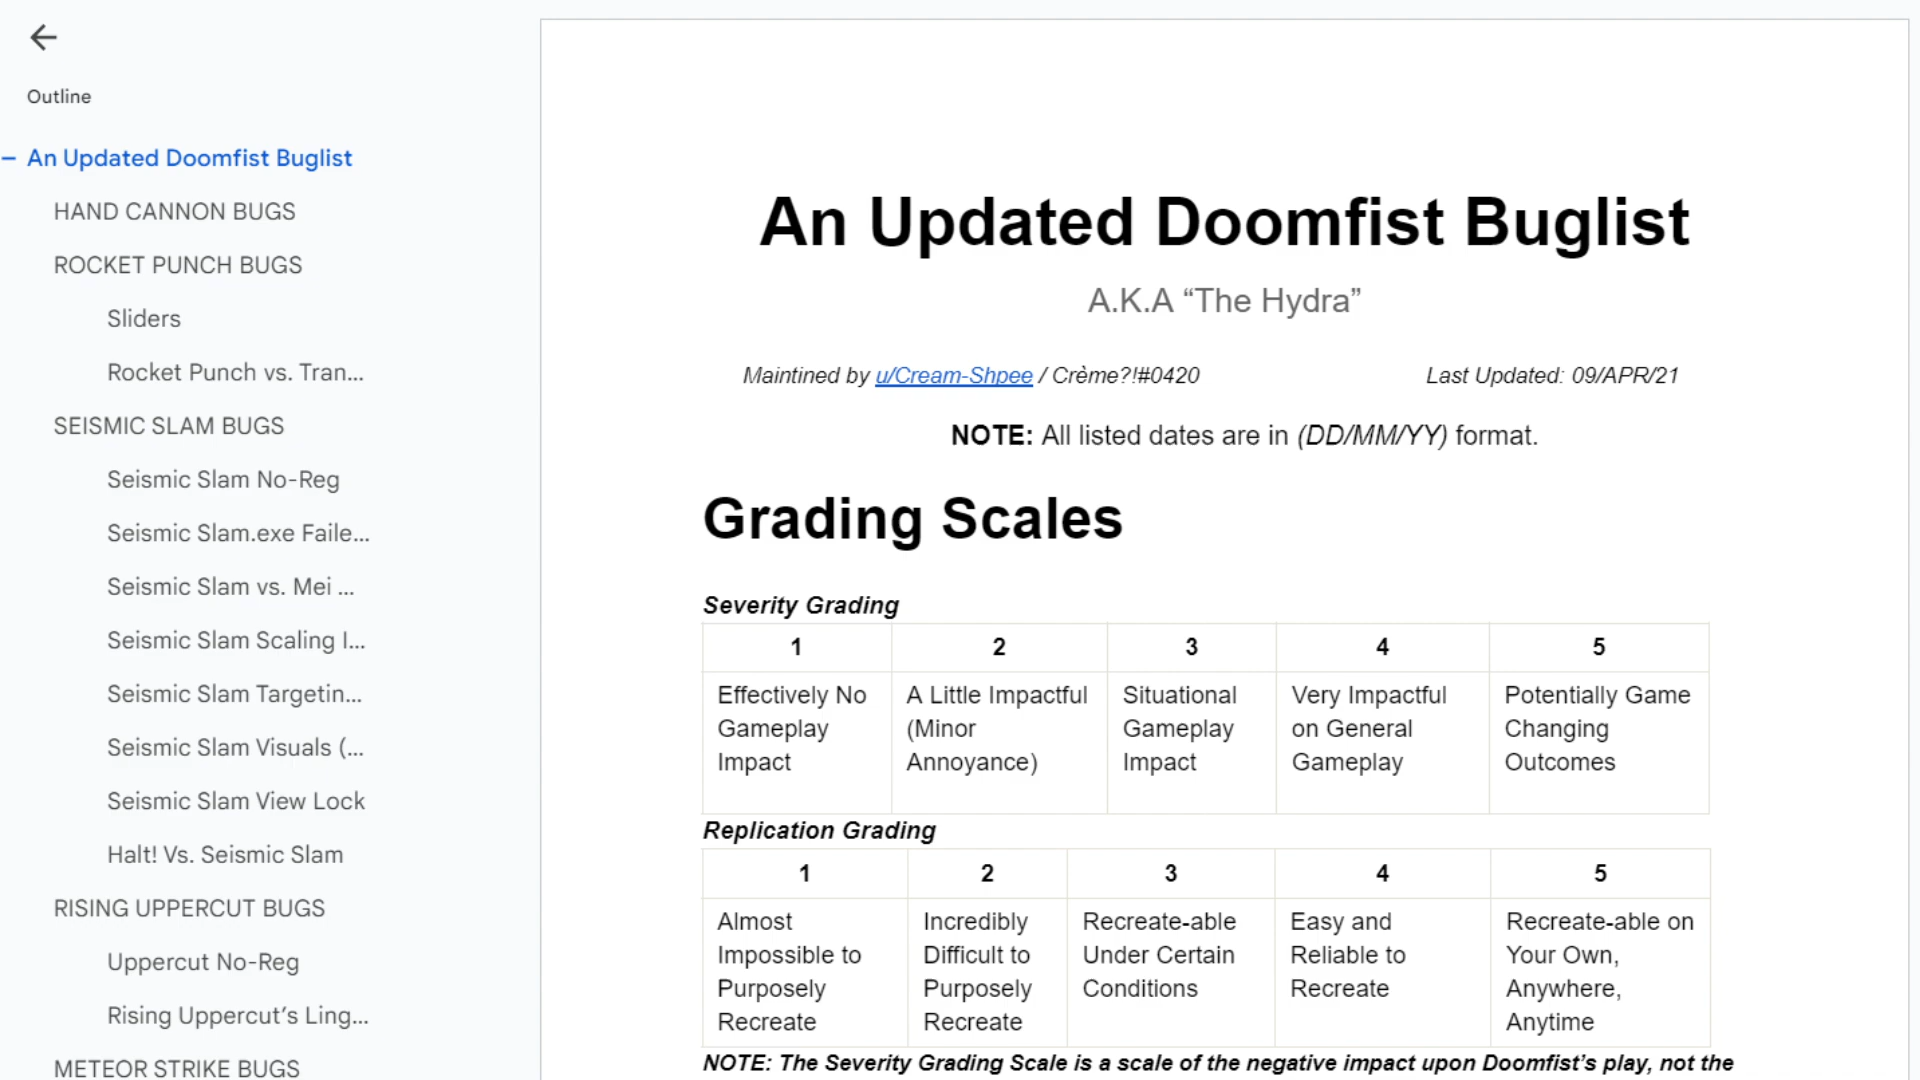 Outline
An Updated Doomfist Buglist
HAND CANNON BUGS
ROCKET PUNCH BUGS
Sliders
Rocket Punch vs. Tran...
SEISMIC SLAM BUGS
Seismic Slam No-Reg
Seismic Slam.exe Faile...
Seismic Slam vs. Mei ...
Seismic Slam Scaling I...
Seismic Slam Targetin...
Seismic Slam Visuals (...
Seismic Slam View Lock
Halt! Vs. Seismic Slam
RISING UPPERCUT BUGS
Uppercut No-Reg
Rising Uppercut’s Ling...
METEOR STRIKE BUGS
An Updated Doomfist Buglist
A.K.A “The Hydra”
Maintined by u/Cream-Shpee / Crème?!#0420 Last Updated: 09/APR/21
NOTE: All listed dates are in (DD/MM/YY) format.
Grading Scales
Severity Grading
1 2 3 4 5
Effectively No A Little Impactful Situational Very Impactful Potentially Game
Gameplay (Minor Gameplay on General Changing
Impact Annoyance) Impact Gameplay Outcomes
Replication Grading
1 2 3 4 5
Almost Incredibly Recreate-able Easy and Recreate-able on
Impossible to Difficult to Under Certain Reliable to Your Own,
Purposely Purposely Conditions Recreate Anywhere,
Recreate Recreate Anytime
NOTE: The Severity Grading Scale is a scale of the negative impact upon Doomfist’s play, not the